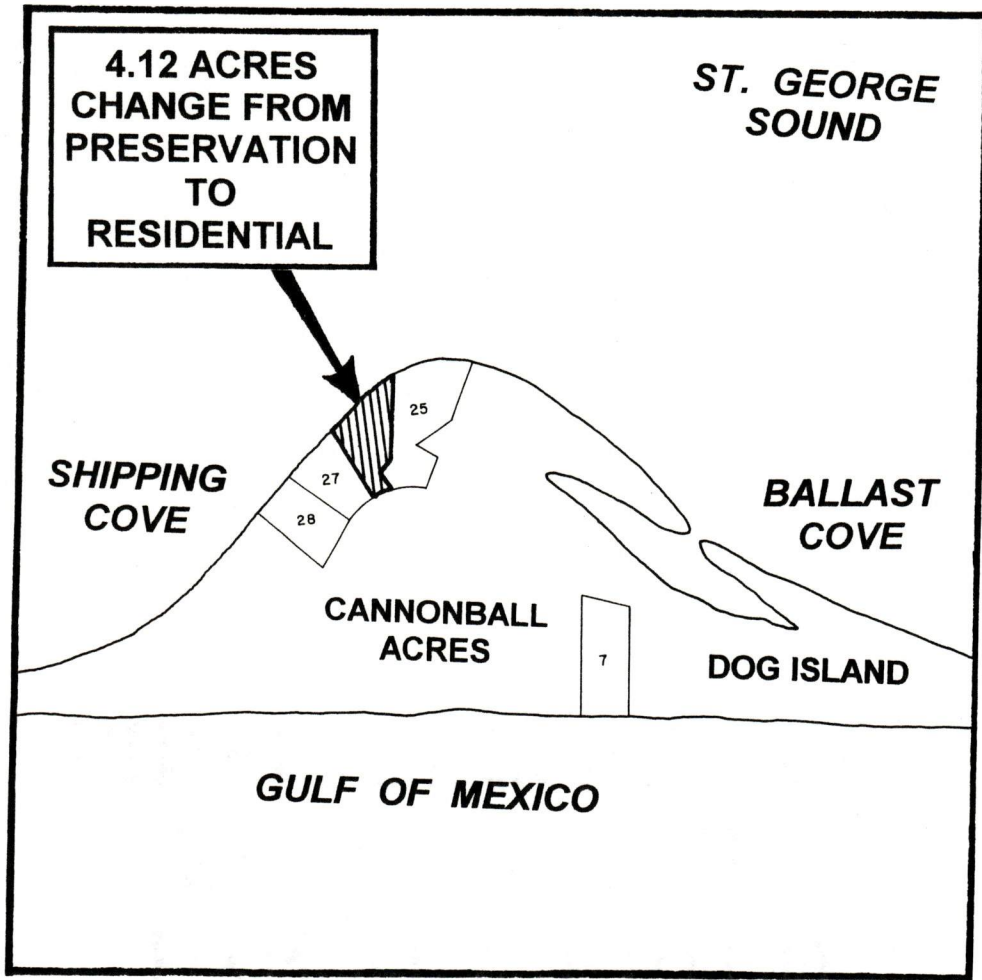 4.12 ACRES
CHANGE FROM
PRESERVATION
TO
RESIDENTIAL
ST. GEORGE
SOUND
25
SHIPPING
COVE
27
28
BALLAST
COVE
CANNONBALL
ACRES
7
DOG ISLAND
GULF OF MEXICO